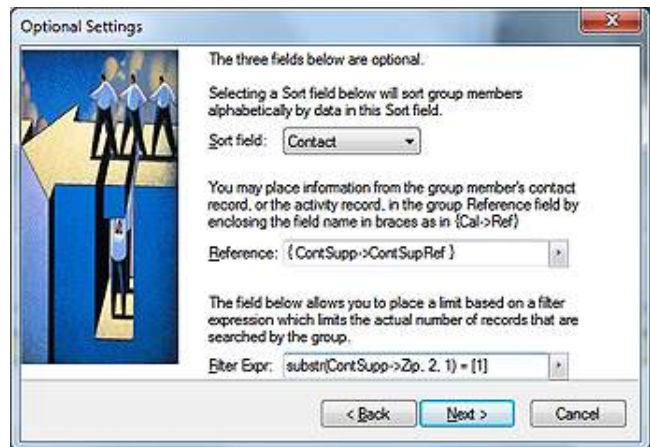 Optional Settings
The three fields below are optional.
Selecting a Sort field below will sort group members
alphabetically by data in this Sort field.
Sort field: Contact
You may place information from the group member's contact
record, or the activity record, in the group Reference field by
enclosing the field name in braces as in {Cal->Ref}
Reference: { ContSupp->ContSupRef }
The field below allows you to place a limit based on a filter
expression which limits the actual number of records that are
searched by the group.
Filter Expr: substr(ContSupp->Zip, 2, 1) = [1]
< Back Next > Cancel